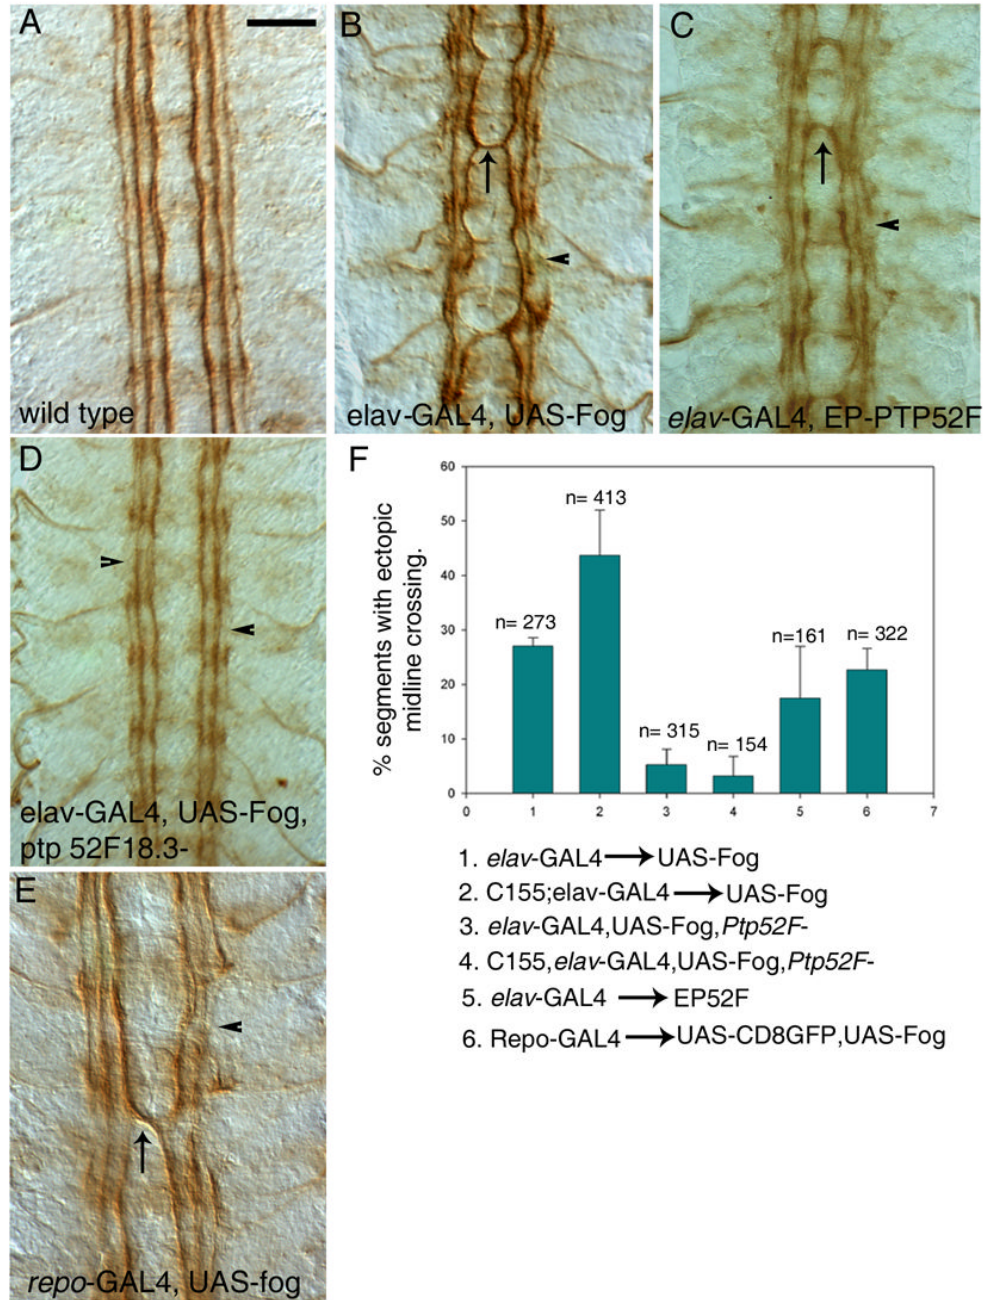 A
wild type
B
elav-GAL4, UAS-Fog
C
elav-GAL4, EP-PTP52F
D
elav-GAL4, UAS-Fog,
ptp 52F18.3-
E
repo-GAL4, UAS-fog
F
% segments with ectopic
midline crossing.
60
50
40
30
20
10
0
n= 273
n= 413
n= 315
n= 154
n=161
n= 322
0 1 2 3 4 5 6 7
1. elav-GAL4 → UAS-Fog
2. C155;elav-GAL4 → UAS-Fog
3. elav-GAL4,UAS-Fog,Ptp52F-
4. C155,elav-GAL4,UAS-Fog,Ptp52F-
5. elav-GAL4 → EP52F
6. Repo-GAL4 → UAS-CD8GFP,UAS-Fog